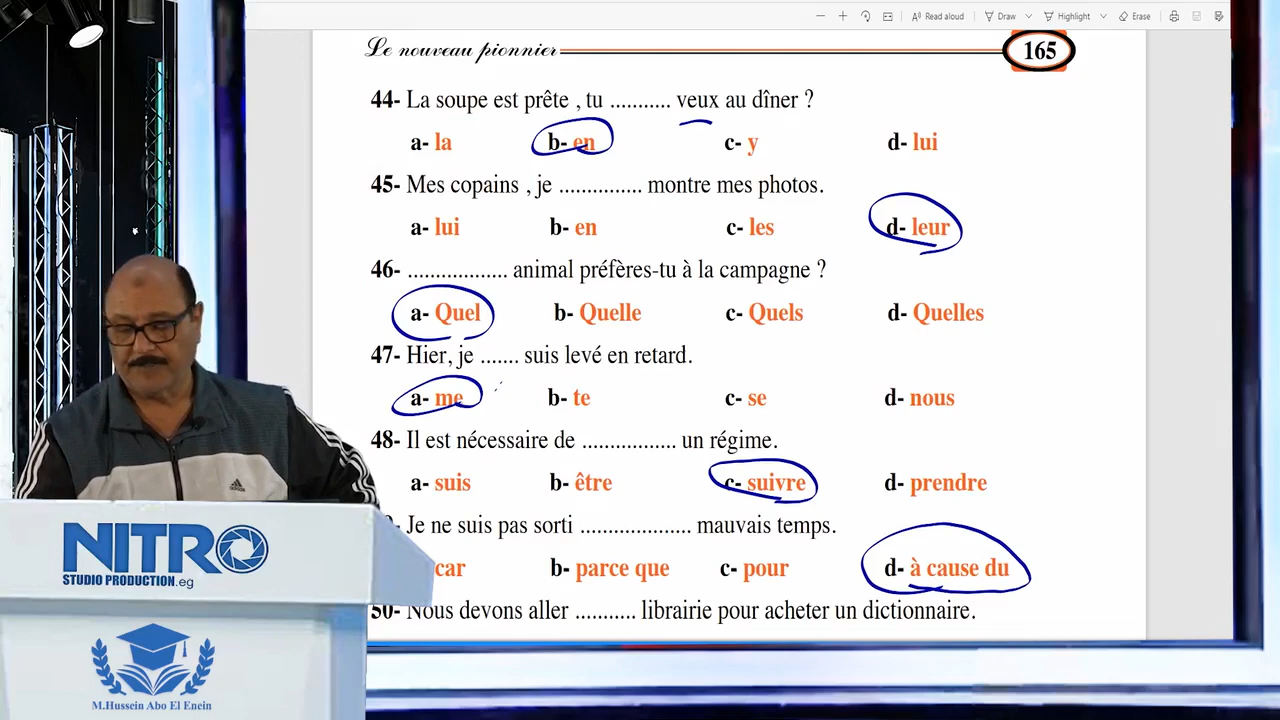 Read aloud Draw Highlight Erase
Le nouveau pionnier 165
44- La soupe est prête , tu ........... veux au dîner ?
a- la b- en c- y d- lui
45- Mes copains , je ............... montre mes photos.
a- lui b- en c- les d- leur
46- .................. animal préfères-tu à la campagne ?
a- Quel b- Quelle c- Quels d- Quelles
47- Hier, je ....... suis levé en retard.
a- me b- te c- se d- nous
48- Il est nécessaire de ................. un régime.
a- suis b- être c- suivre d- prendre
Je ne suis pas sorti .................... mauvais temps.
car b- parce que c- pour d- à cause du
50- Nous devons aller ........... librairie pour acheter un dictionnaire.
NITRO
STUDIO PRODUCTION.eg
M.Hussein Abo El Enein